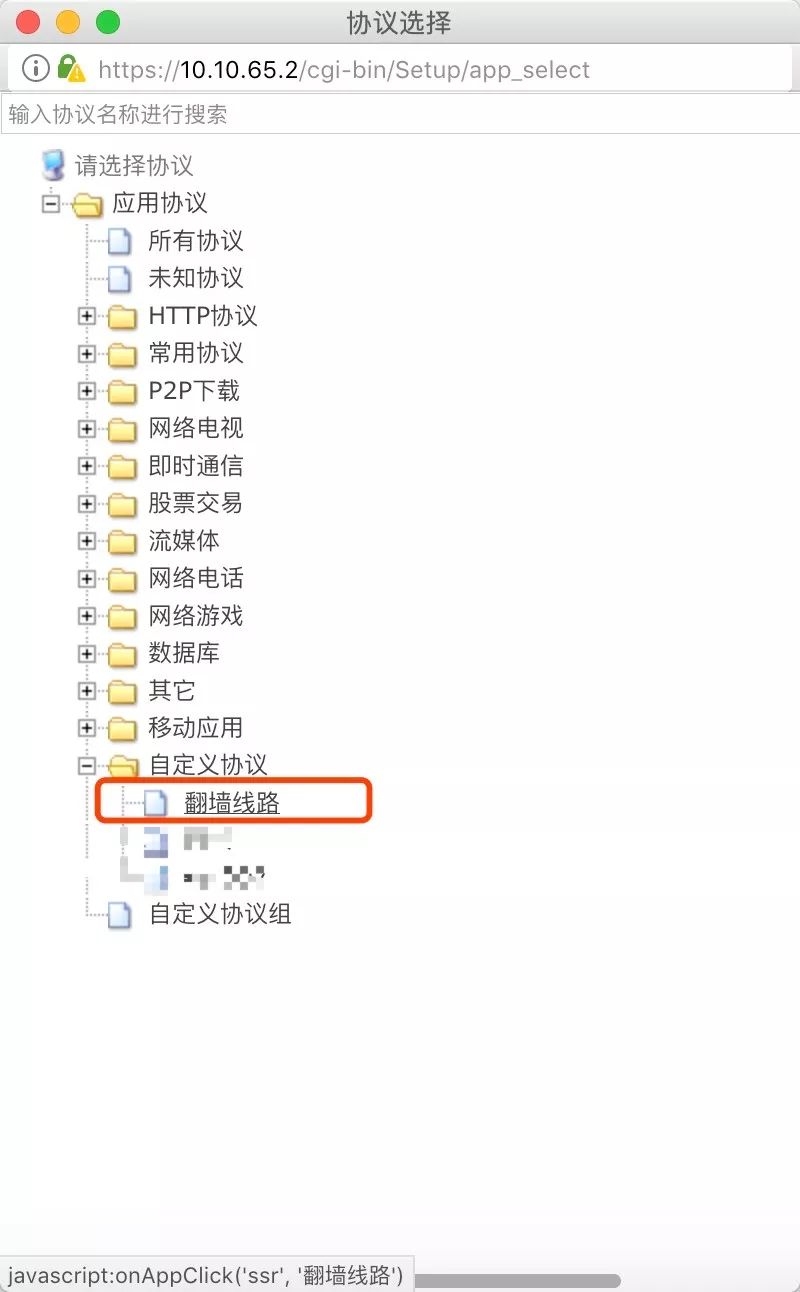 协议选择
https://10.10.65.2/cgi-bin/Setup/app_select
输入协议名称进行搜索
请选择协议
应用协议
所有协议
未知协议
HTTP协议
常用协议
P2P下载
网络电视
即时通信
股票交易
流媒体
网络电话
网络游戏
数据库
其它
移动应用
自定义协议
翻墙线路
自定义协议组
javascript:onAppClick('ssr', '翻墙线路')